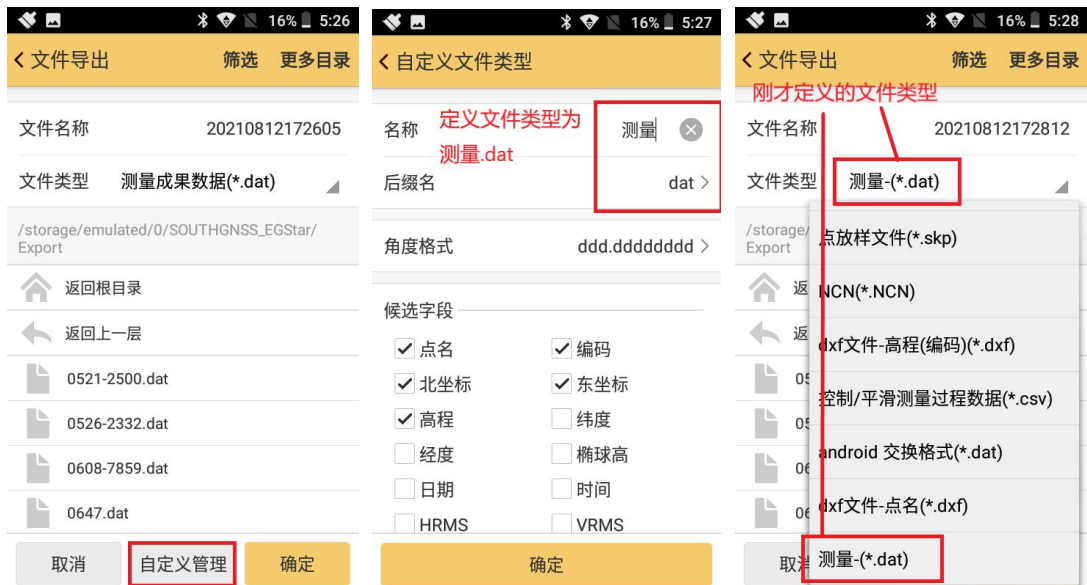 16% 5:26
文件导出 筛选 更多目录
文件名称 20210812172605
文件类型 测量成果数据(*.dat)
/storage/emulated/0/SOUTHGNSS_EGStar/
Export
返回根目录
返回上一层
0521-2500.dat
0526-2332.dat
0608-7859.dat
0647.dat
取消 自定义管理 确定
16% 5:27
自定义文件类型
名称 定义文件类型为 测量
测量.dat
后缀名 dat
角度格式 ddd.dddddddd
候选字段
点名 编码
北坐标 东坐标
高程 纬度
经度 椭球高
日期 时间
HRMS VRMS
确定
16% 5:28
文件导出 筛选 更多目录
刚才定义的文件类型
文件名称 20210812172812
文件类型 测量-(*.dat)
/storage/
Export
点放样文件(*.skp)
返
NCN(*.NCN)
返
dxf文件-高程(编码)(*.dxf)
05
控制/平滑测量过程数据(*.csv)
05
android 交换格式(*.dat)
06
dxf文件-点名(*.dxf)
06
测量-(*.dat)
取